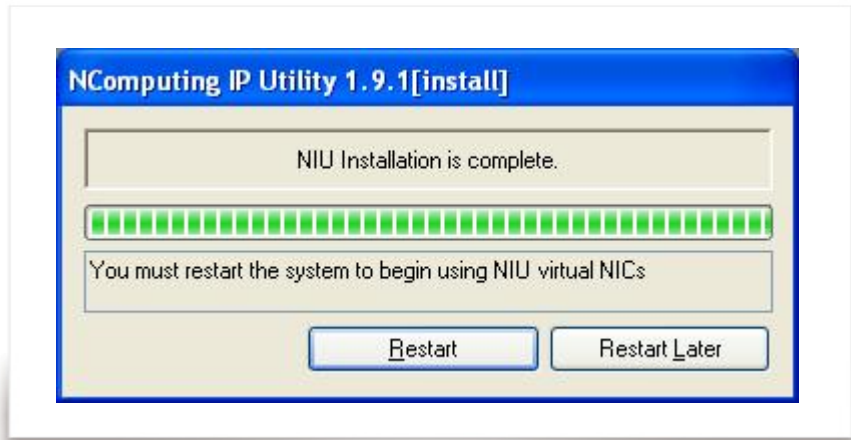 NComputing IP Utility 1.9.1[install]
NIU Installation is complete.
You must restart the system to begin using NIU virtual NICs
Restart
Restart Later